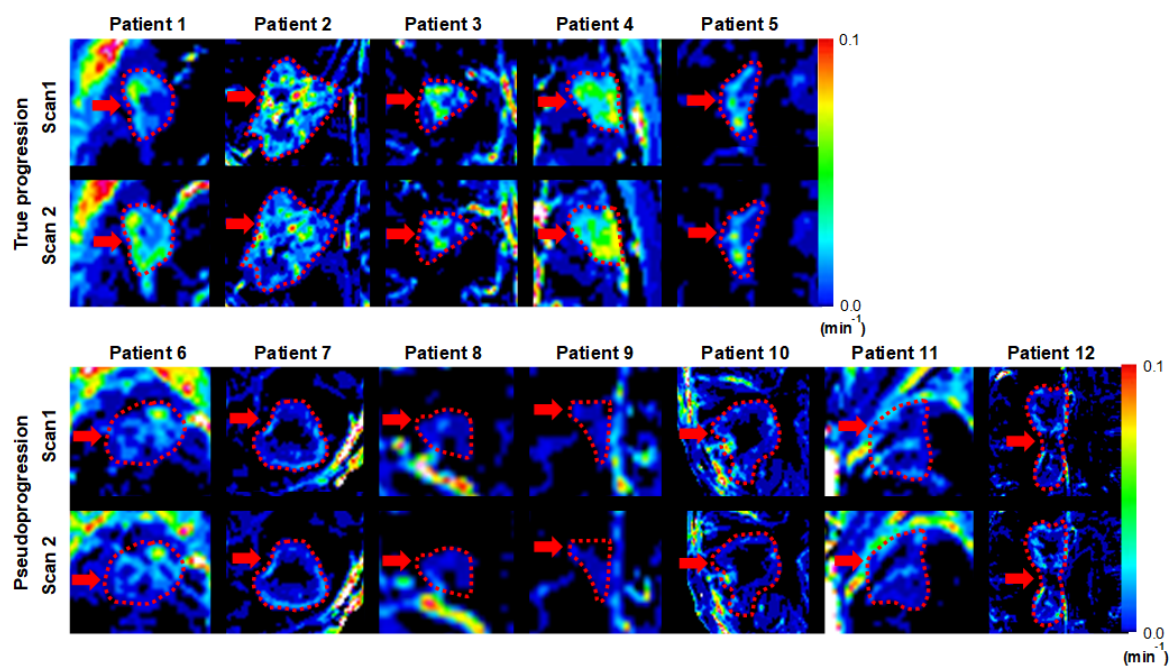 Patient 1 Patient 2 Patient 3 Patient 4 Patient 5
True progression
Scan1
Scan 2
0.1
0.0
(min⁻¹)
Patient 6 Patient 7 Patient 8 Patient 9 Patient 10 Patient 11 Patient 12
Pseudoprogression
Scan1
Scan 2
0.1
0.0
(min⁻¹)